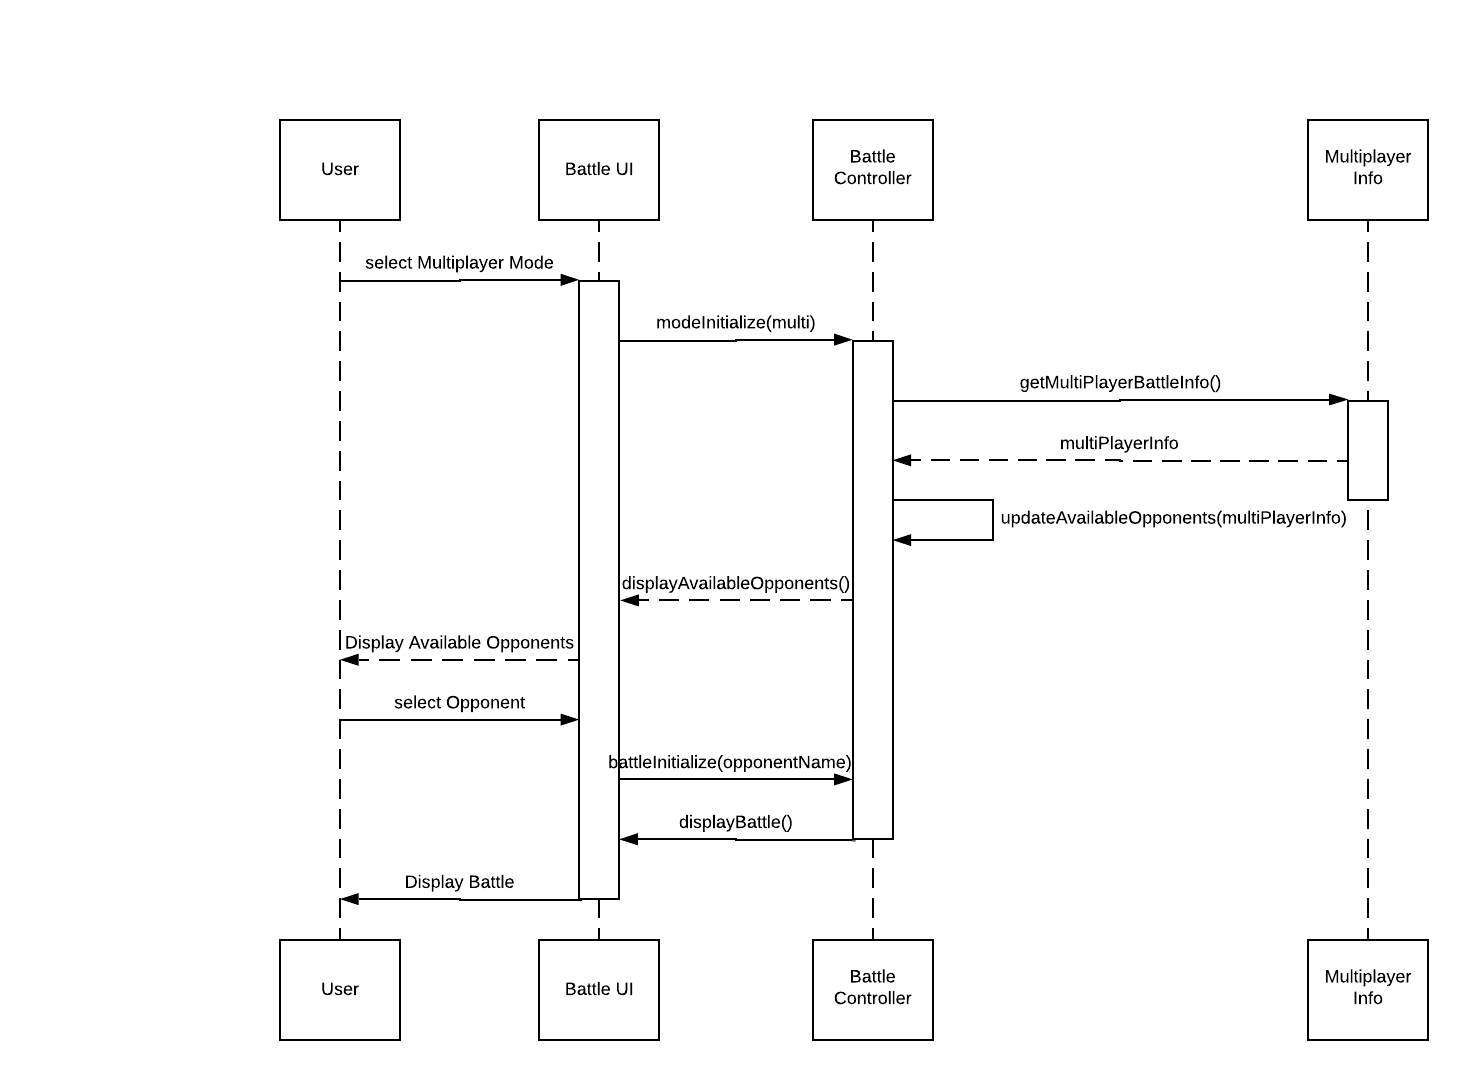 User
Battle UI
Battle
Controller
Multiplayer
Info
select Multiplayer Mode
modeInitialize(multi)
getMultiPlayerBattleInfo()
multiPlayerInfo
updateAvailableOpponents(multiPlayerInfo)
displayAvailableOpponents()
Display Available Opponents
select Opponent
battleInitialize(opponentName)
displayBattle()
Display Battle
User
Battle UI
Battle
Controller
Multiplayer
Info